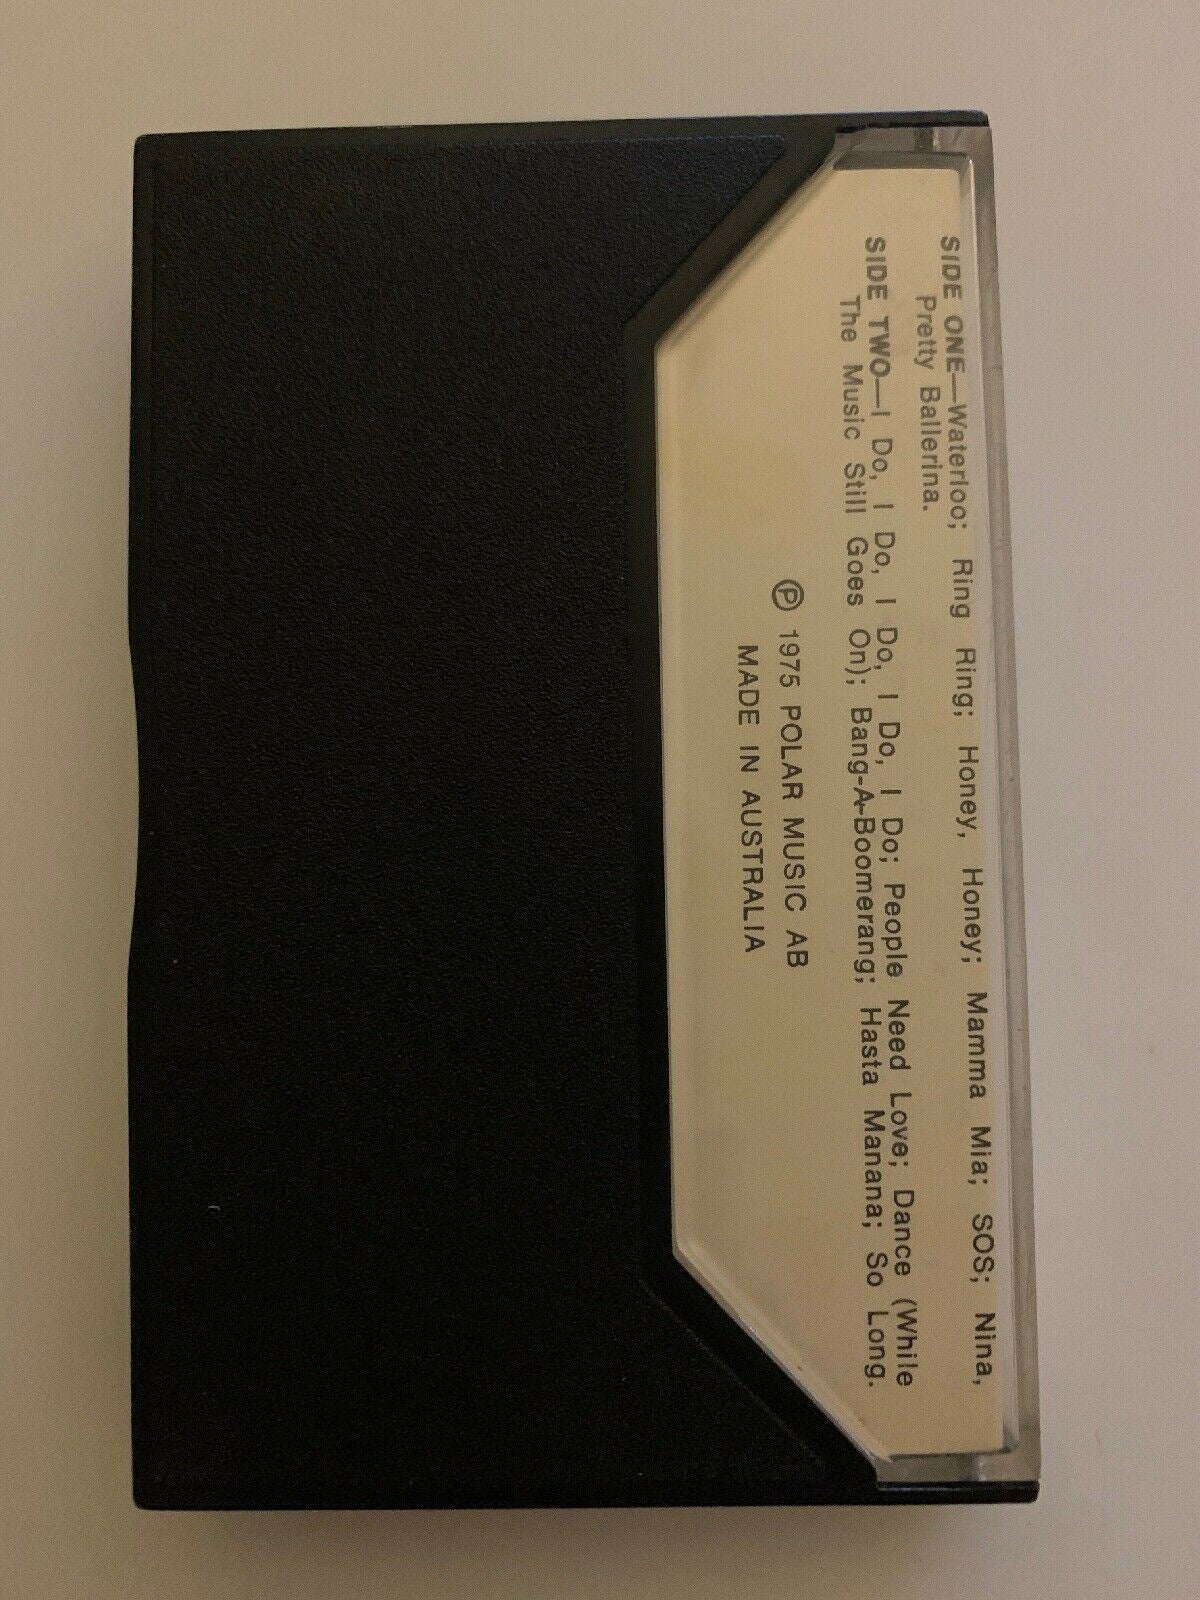 SIDE ONE—Waterloo; Ring Ring; Honey, Honey; Mamma Mia; SOS; Nina,
Pretty Ballerina.
SIDE TWO—I Do, I Do, I Do, I Do, I Do; People Need Love; Dance (While
The Music Still Goes On); Bang-A-Boomerang; Hasta Manana; So Long.
Ⓟ 1975 POLAR MUSIC AB
MADE IN AUSTRALIA